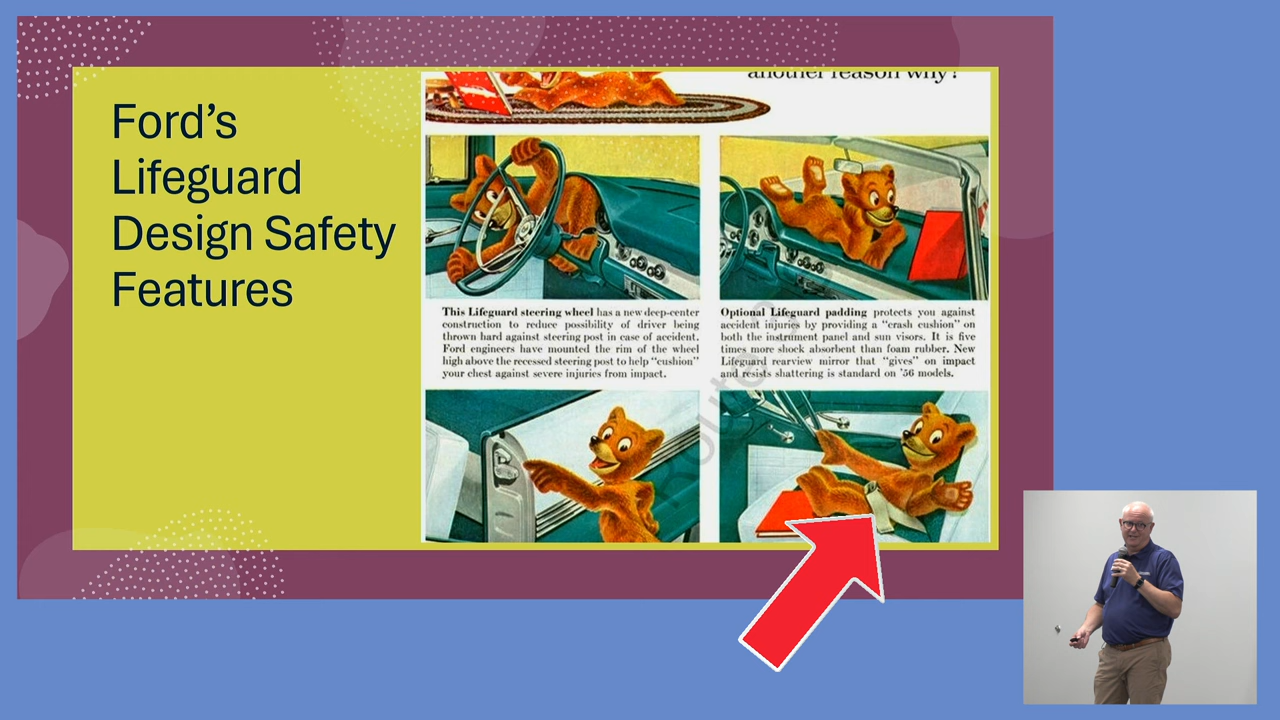 Ford's
Lifeguard
Design Safety
Features
another reason why?
This Lifeguard steering wheel has a new deep-center
construction to reduce possibility of driver being
thrown hard against steering post in case of accident.
Ford engineers have mounted the rim of the wheel
high above the recessed steering post to help "cushion"
your chest against severe injuries from impact.
Optional Lifeguard padding protects you against
accident injuries by providing a "crash cushion" on
both the instrument panel and sun visors. It is five
times more shock absorbent than foam rubber. New
Lifeguard rearview mirror that "gives" on impact
and resists shattering is standard on '56 models.